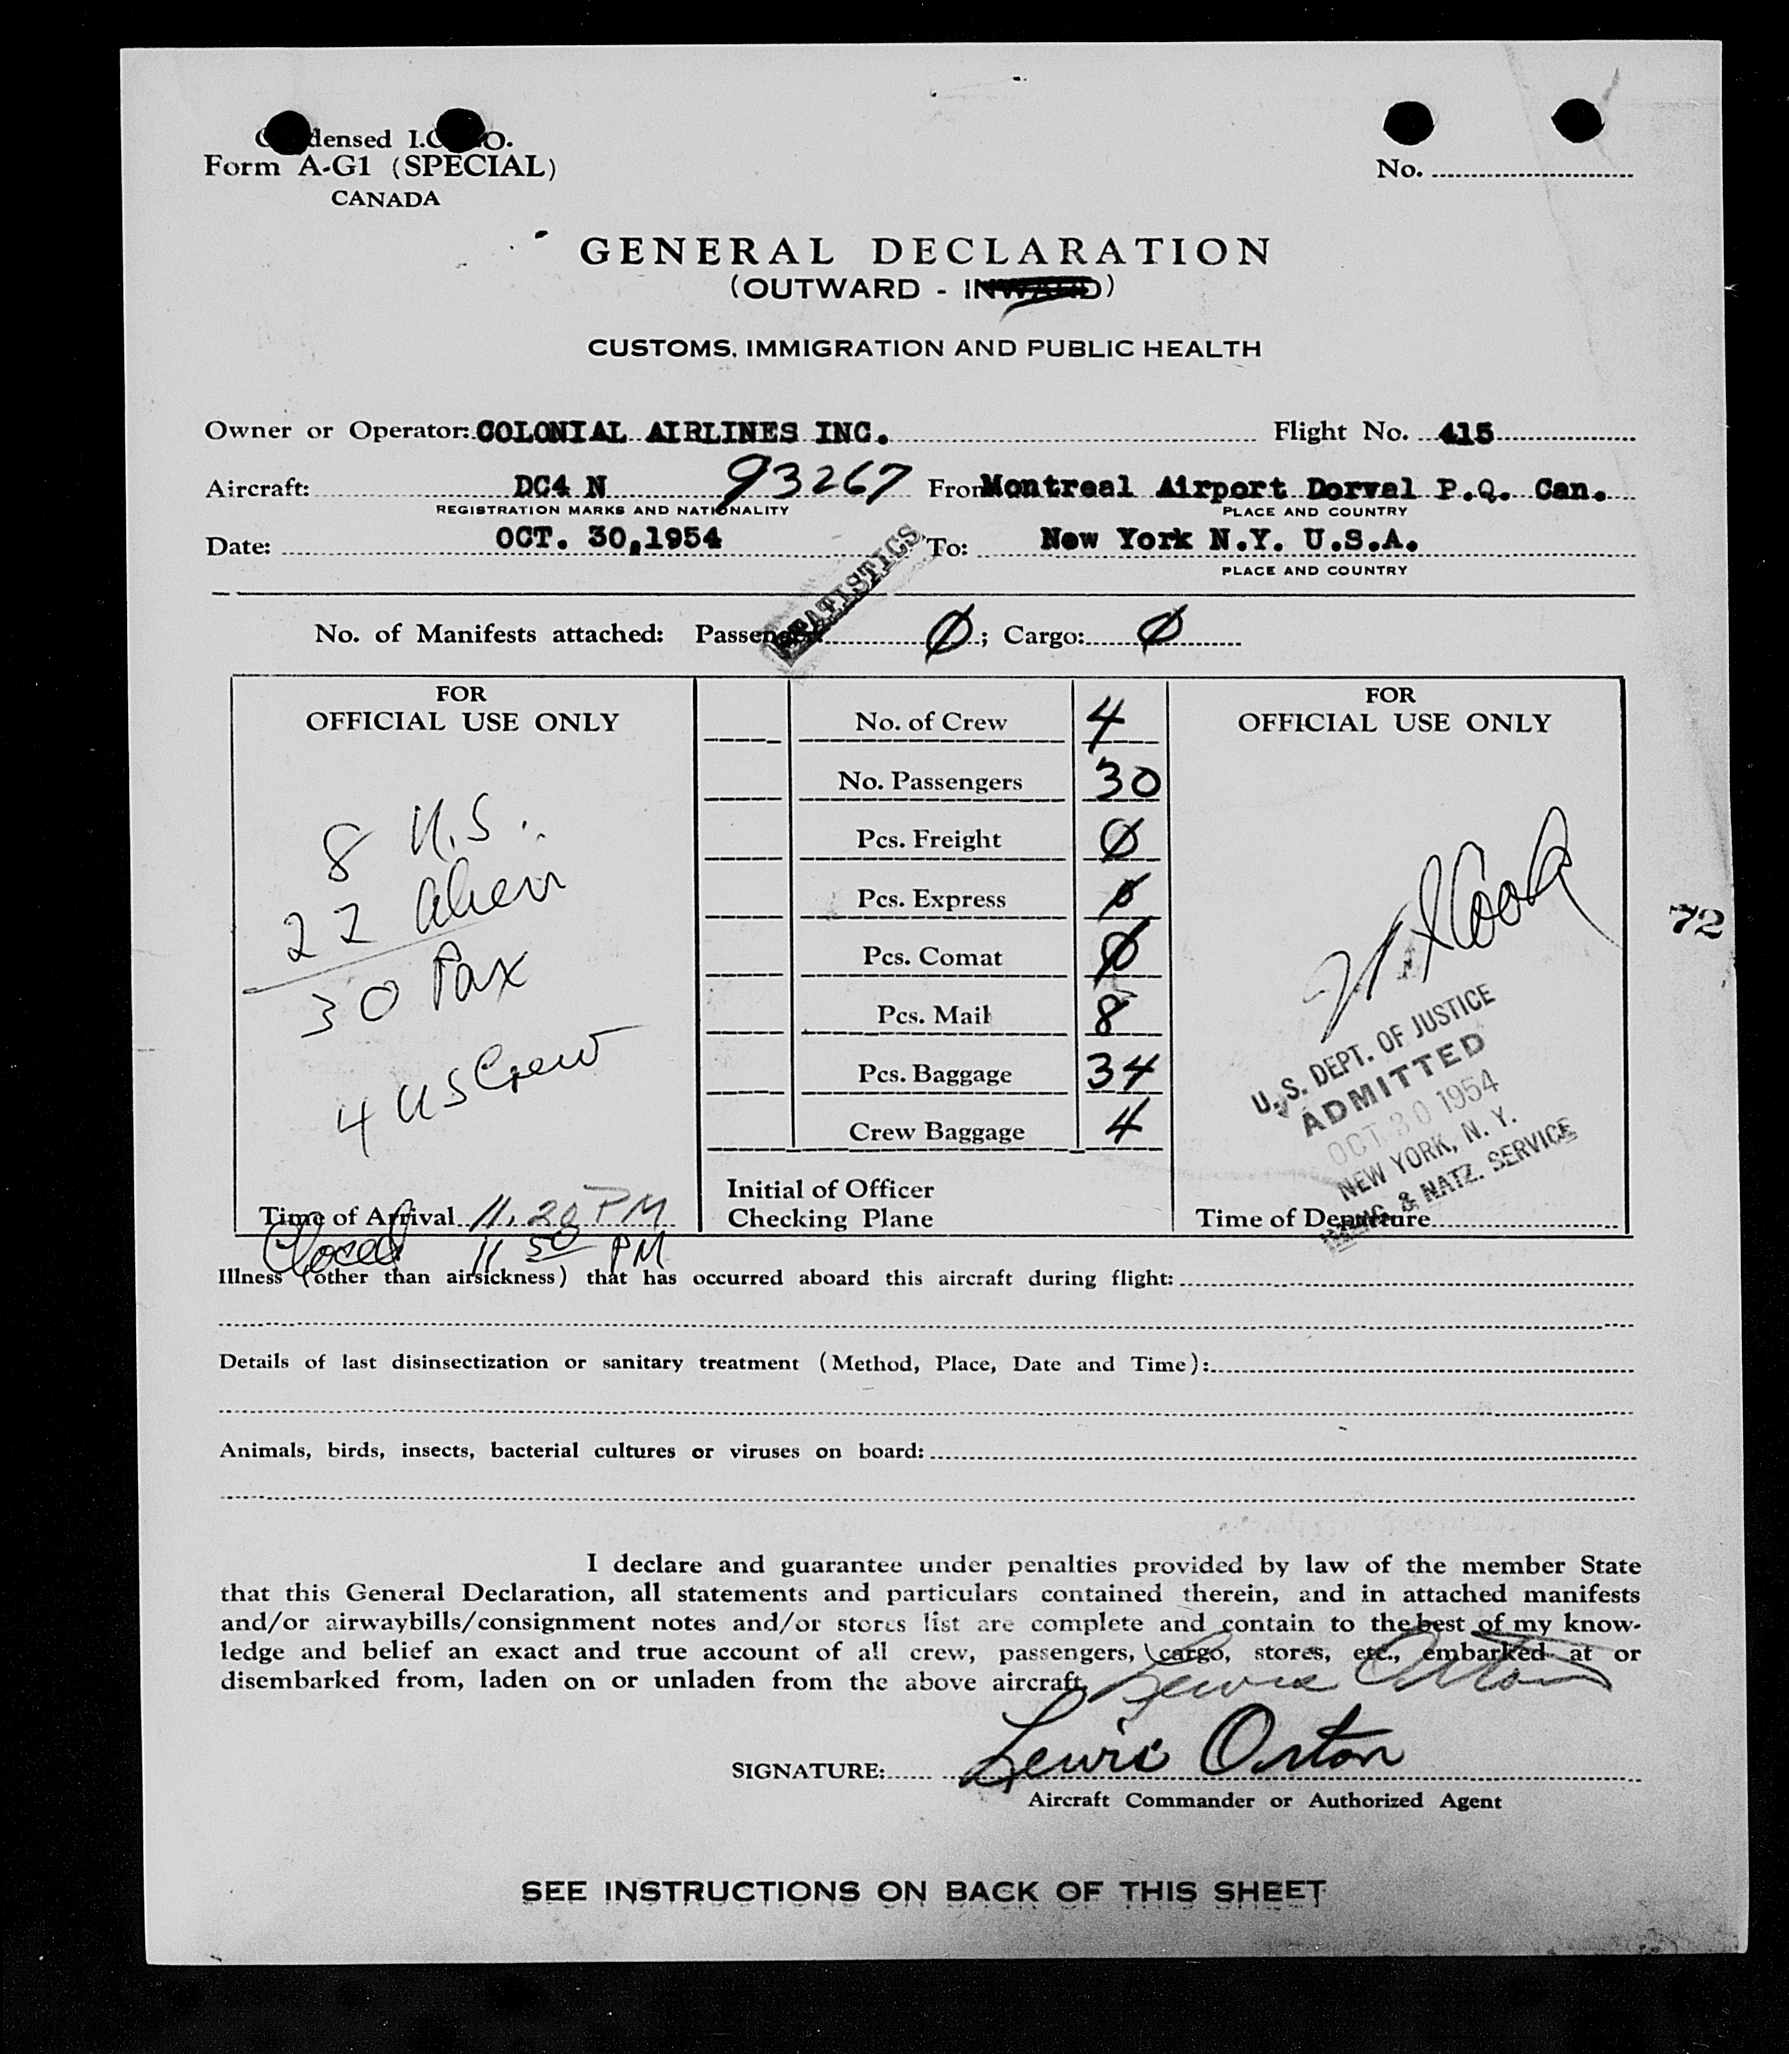 Condensed I.C.A.O.
Form A-G1 (SPECIAL)
CANADA
No.
GENERAL DECLARATION
(OUTWARD - INWARD)
CUSTOMS, IMMIGRATION AND PUBLIC HEALTH
Owner or Operator: COLONIAL AIRLINES INC. Flight No. 415
Aircraft: DC4 N 93267 From Montreal Airport Dorval P.Q. Can.
REGISTRATION MARKS AND NATIONALITY PLACE AND COUNTRY
Date: OCT. 30,1954 To: New York N.Y. U.S.A.
PLACE AND COUNTRY
STATISTICS
No. of Manifests attached: Passenger: 0; Cargo: 0
FOR
OFFICIAL USE ONLY
8 U.S.
22 Alien
30 Pax
4 US Crew
Time of Arrival 11.20 PM
Closed 11 50 PM
No. of Crew 4
No. Passengers 30
Pcs. Freight 0
Pcs. Express 0
Pcs. Comat 0
Pcs. Mail 8
Pcs. Baggage 34
Crew Baggage 4
Initial of Officer
Checking Plane
FOR
OFFICIAL USE ONLY
Cook
U. S. DEPT. OF JUSTICE
ADMITTED
OCT 30 1954
NEW YORK, N. Y.
IMMIG. & NATZ. SERVICE
Time of Departure
72
Illness (other than airsickness) that has occurred aboard this aircraft during flight:
Details of last disinsectization or sanitary treatment (Method, Place, Date and Time):
Animals, birds, insects, bacterial cultures or viruses on board:
I declare and guarantee under penalties provided by law of the member State
that this General Declaration, all statements and particulars contained therein, and in attached manifests
and/or airwaybills/consignment notes and/or stores list are complete and contain to the best of my know-
ledge and belief an exact and true account of all crew, passengers, cargo, stores, etc., embarked at or
disembarked from, laden on or unladen from the above aircraft.
Lewis Orton
SIGNATURE: Lewis Orton
Aircraft Commander or Authorized Agent
SEE INSTRUCTIONS ON BACK OF THIS SHEET